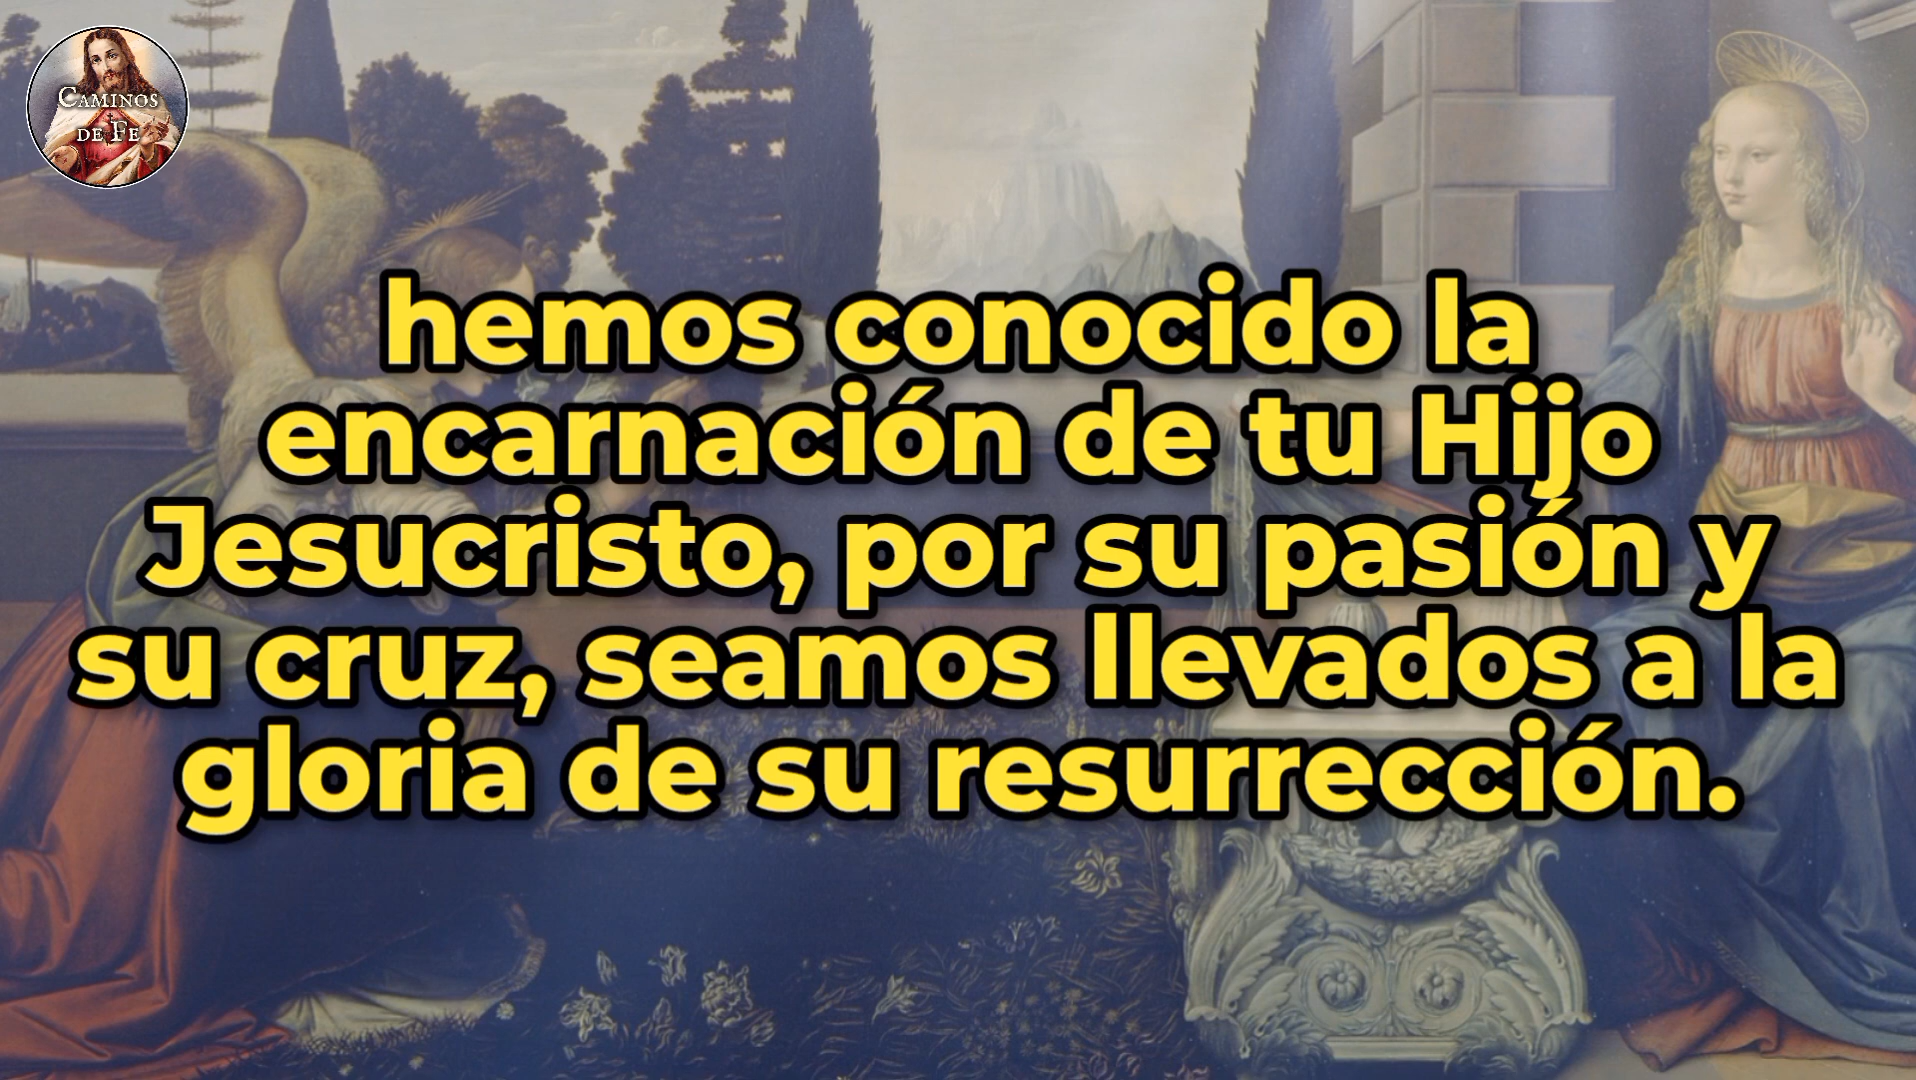 CAMINOS
DE FE
hemos conocido la
encarnación de tu Hijo
Jesucristo, por su pasión y
su cruz, seamos llevados a la
gloria de su resurrección.